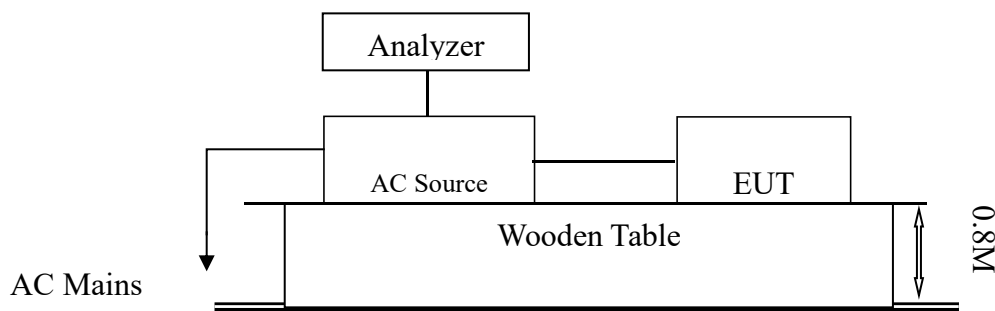 Analyzer
AC Source
EUT
Wooden Table
0.8M
AC Mains